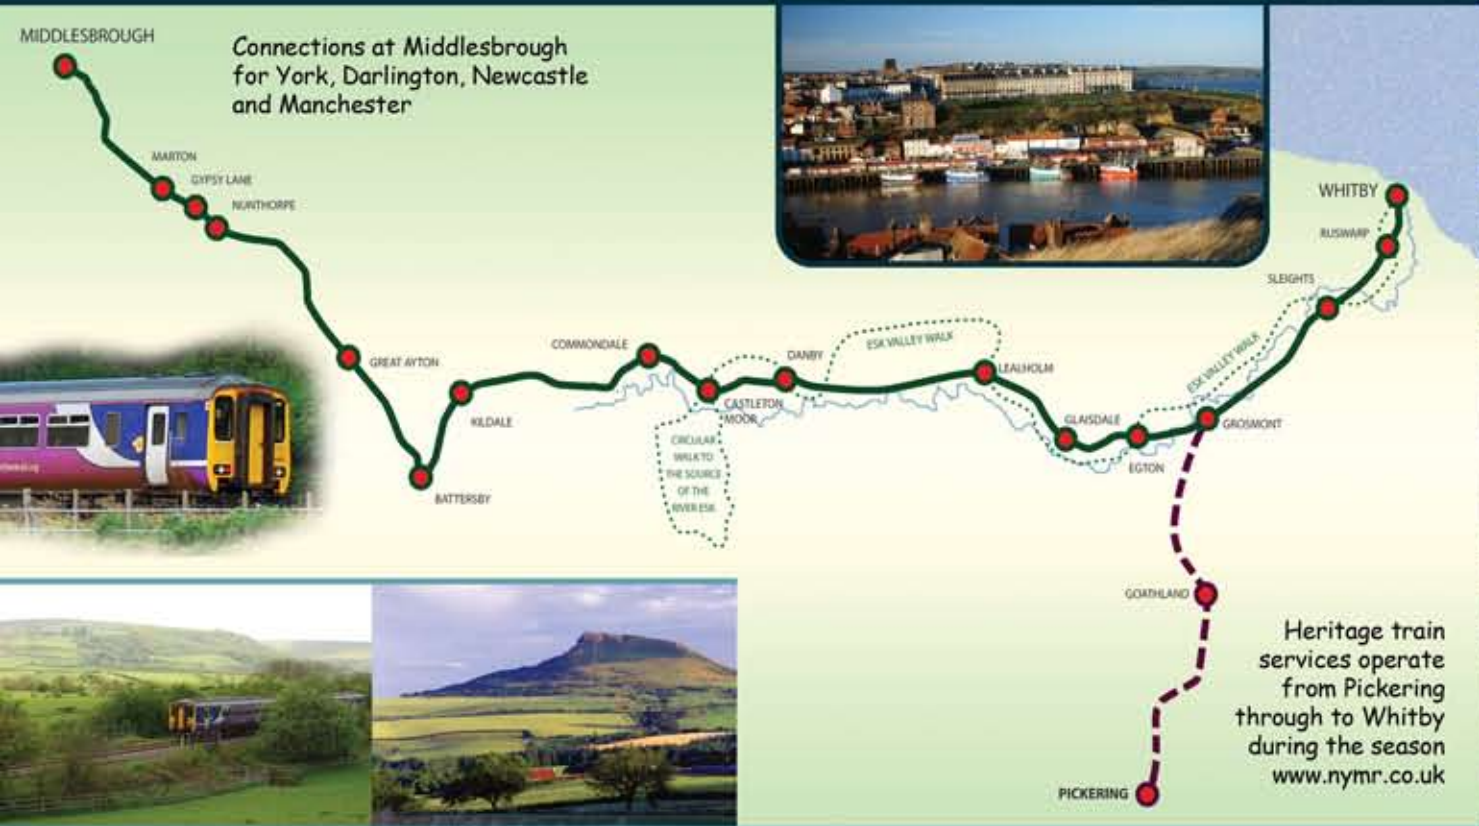 MIDDLESBROUGH
Connections at Middlesbrough
for York, Darlington, Newcastle
and Manchester
MARTON
GYPSY LANE
NUNTHORPE
WHITBY
RUSWARP
SLEIGHTS
GREAT AYTON
COMMONDALE
DANBY
ESK VALLEY WALK
ESK VALLEY WALK
LEALHOLM
KILDALE
CASTLETON
MOOR
GLAISDALE
GROSMONT
EGTON
CIRCULAR
WALK TO
THE SOURCE
OF THE
RIVER ESK
BATTERSBY
GOATHLAND
Heritage train
services operate
from Pickering
through to Whitby
during the season
www.nymr.co.uk
PICKERING